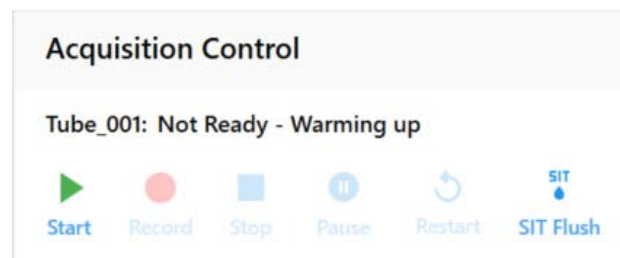 Acquisition Control
Tube_001: Not Ready - Warming up
SIT
Start Record Stop Pause Restart SIT Flush